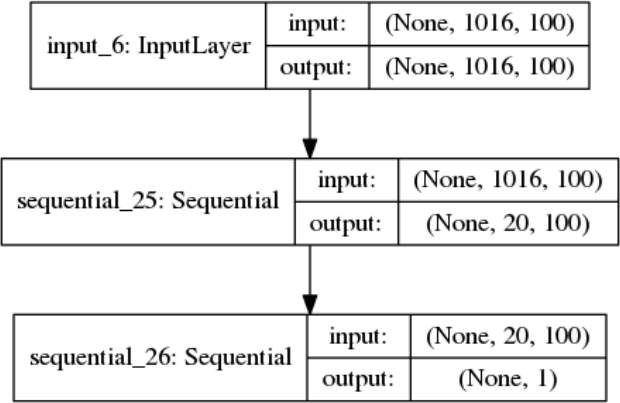 input_6: InputLayer
input:
(None, 1016, 100)
output:
(None, 1016, 100)
sequential_25: Sequential
input:
(None, 1016, 100)
output:
(None, 20, 100)
sequential_26: Sequential
input:
(None, 20, 100)
output:
(None, 1)